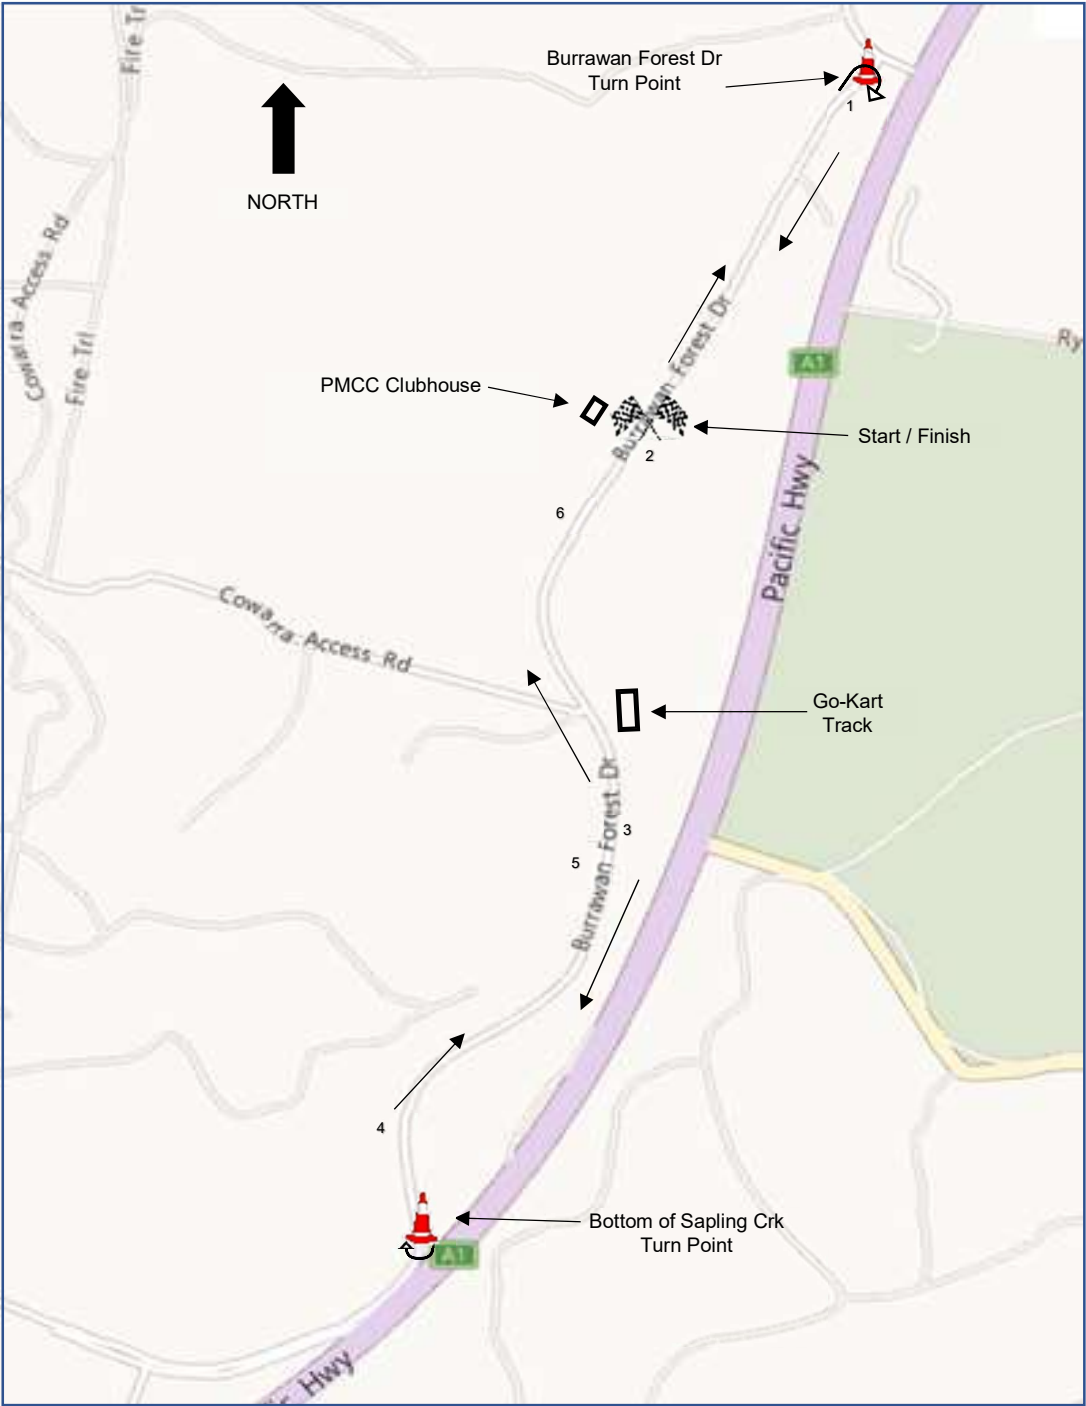 Fire Tr
Burrawan Forest Dr
Turn Point
1
NORTH
Cowarra Access Rd
Fire Trl
Burrawan Forest Dr
Ry
A1
PMCC Clubhouse
Start / Finish
2
6
Pacific Hwy
Cowarra Access Rd
Go-Kart
Track
Burrawan Forest Dr
3
5
4
Bottom of Sapling Crk
Turn Point
A1
ic Hwy